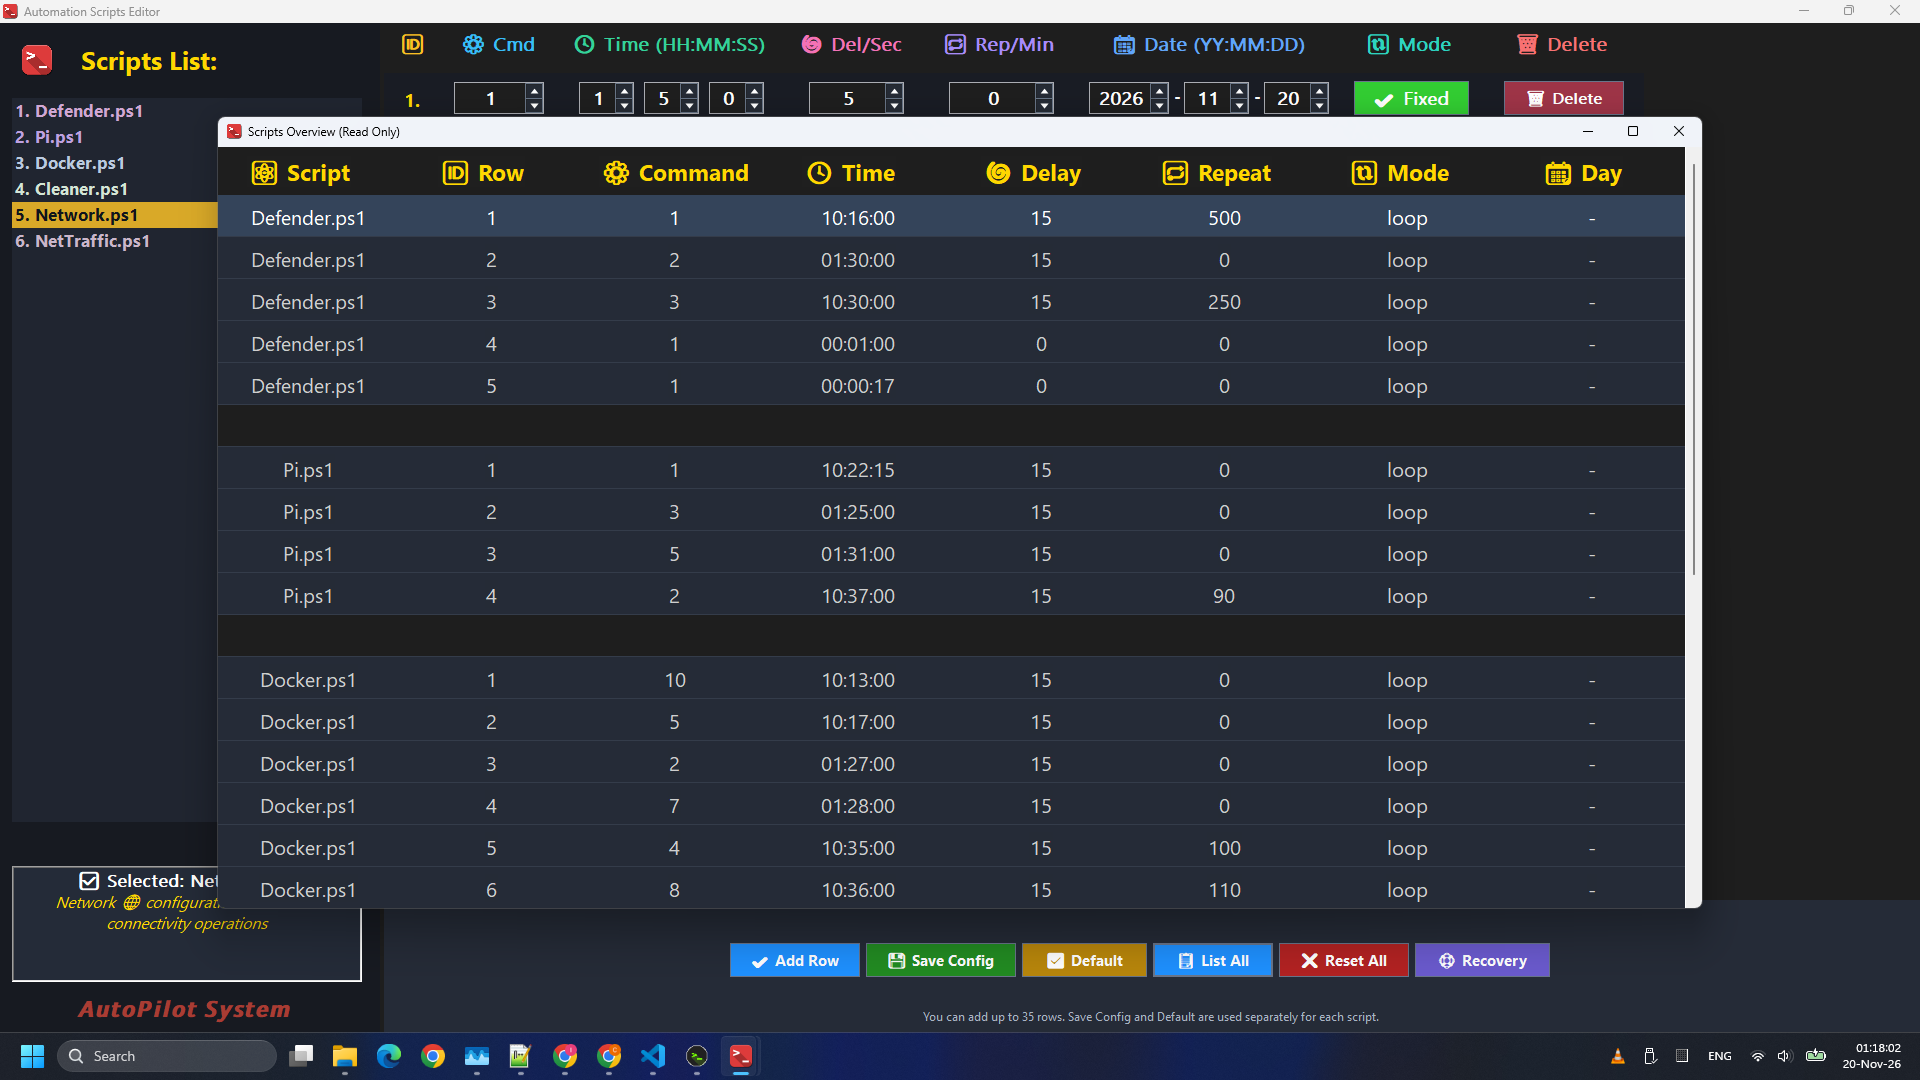 Automation Scripts Editor
Scripts List:
1. Defender.ps1
2. Pi.ps1
3. Docker.ps1
4. Cleaner.ps1
5. Network.ps1
6. NetTraffic.ps1
ID Cmd Time (HH:MM:SS) Del/Sec Rep/Min Date (YY:MM:DD) Mode Delete
1. 1 1 5 0 5 0 2026 - 11 - 20 Fixed Delete
Scripts Overview (Read Only)
Script ID Row Command Time Delay Repeat Mode Day
Defender.ps1 1 1 10:16:00 15 500 loop -
Defender.ps1 2 2 01:30:00 15 0 loop -
Defender.ps1 3 3 10:30:00 15 250 loop -
Defender.ps1 4 1 00:01:00 0 0 loop -
Defender.ps1 5 1 00:00:17 0 0 loop -
Pi.ps1 1 1 10:22:15 15 0 loop -
Pi.ps1 2 3 01:25:00 15 0 loop -
Pi.ps1 3 5 01:31:00 15 0 loop -
Pi.ps1 4 2 10:37:00 15 90 loop -
Docker.ps1 1 10 10:13:00 15 0 loop -
Docker.ps1 2 5 10:17:00 15 0 loop -
Docker.ps1 3 2 01:27:00 15 0 loop -
Docker.ps1 4 7 01:28:00 15 0 loop -
Docker.ps1 5 4 10:35:00 15 100 loop -
Docker.ps1 6 8 10:36:00 15 110 loop -
Selected: Net
Network configurati
connectivity operations
AutoPilot System
Add Row Save Config Default List All Reset All Recovery
You can add up to 35 rows. Save Config and Default are used separately for each script.
Search
ENG
01:18:02
20-Nov-26